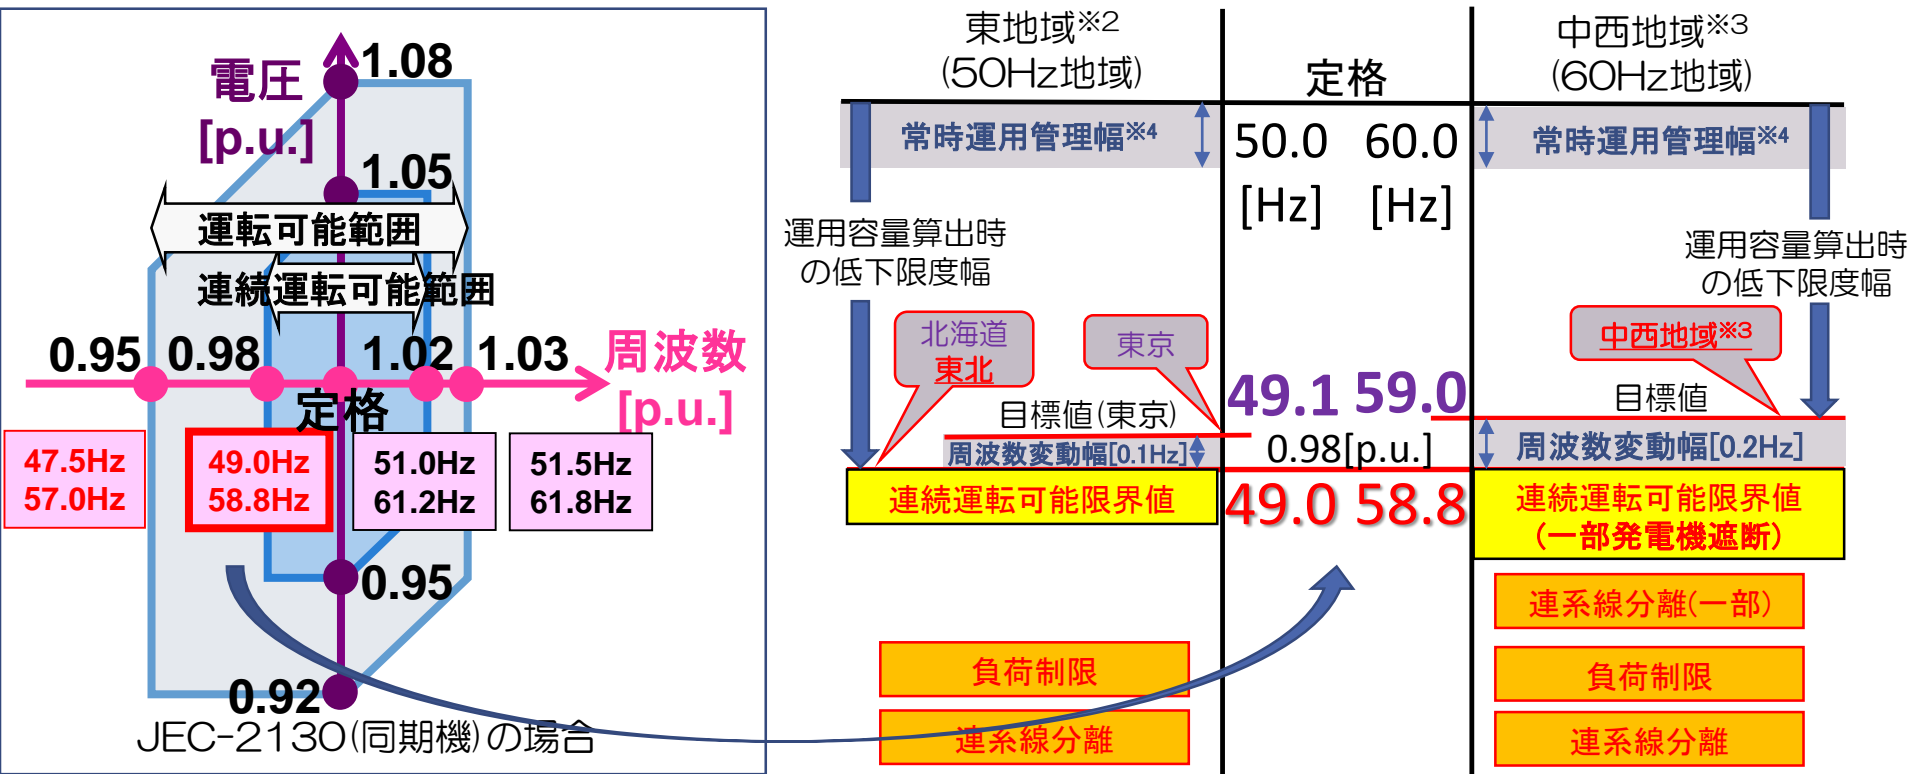 電圧
[p.u.]
1.08
1.05
運転可能範囲
連続運転可能範囲
0.95
0.98
1.02
1.03
周波数
[p.u.]
定格
47.5Hz
57.0Hz
49.0Hz
58.8Hz
51.0Hz
61.2Hz
51.5Hz
61.8Hz
0.95
0.92
JEC-2130(同期機)の場合
東地域※2
(50Hz地域)
定格
中西地域※3
(60Hz地域)
常時運用管理幅※4
50.0 60.0
[Hz] [Hz]
常時運用管理幅※4
運用容量算出時
の低下限度幅
運用容量算出時
の低下限度幅
北海道
東北
東京
中西地域※3
目標値(東京)
49.1 59.0
目標値
周波数変動幅[0.1Hz]
0.98[p.u.]
周波数変動幅[0.2Hz]
連続運転可能限界値
49.0 58.8
連続運転可能限界値
(一部発電機遮断)
連系線分離(一部)
負荷制限
負荷制限
連系線分離
連系線分離